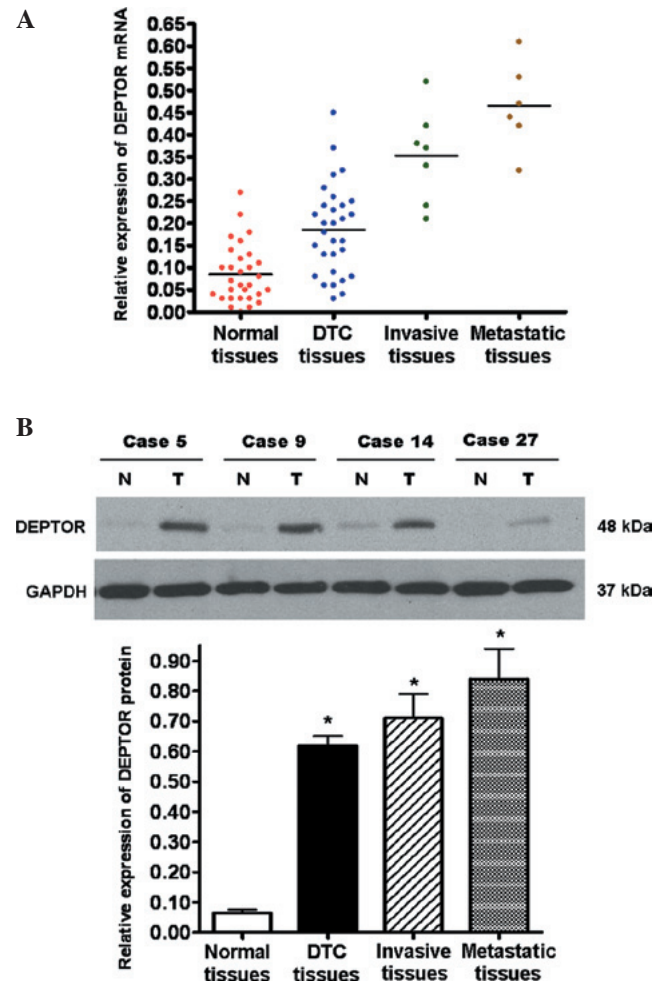 A
Relative expression of DEPTOR mRNA
0.65
0.60
0.55
0.50
0.45
0.40
0.35
0.30
0.25
0.20
0.15
0.10
0.05
0.00
Normal tissues
DTC tissues
Invasive tissues
Metastatic tissues
B
Case 5 Case 9 Case 14 Case 27
N T N T N T N T
DEPTOR 48 kDa
GAPDH 37 kDa
Relative expression of DEPTOR protein
0.90
0.80
0.70
0.60
0.50
0.40
0.30
0.20
0.10
0.00
* * *
Normal tissues
DTC tissues
Invasive tissues
Metastatic tissues